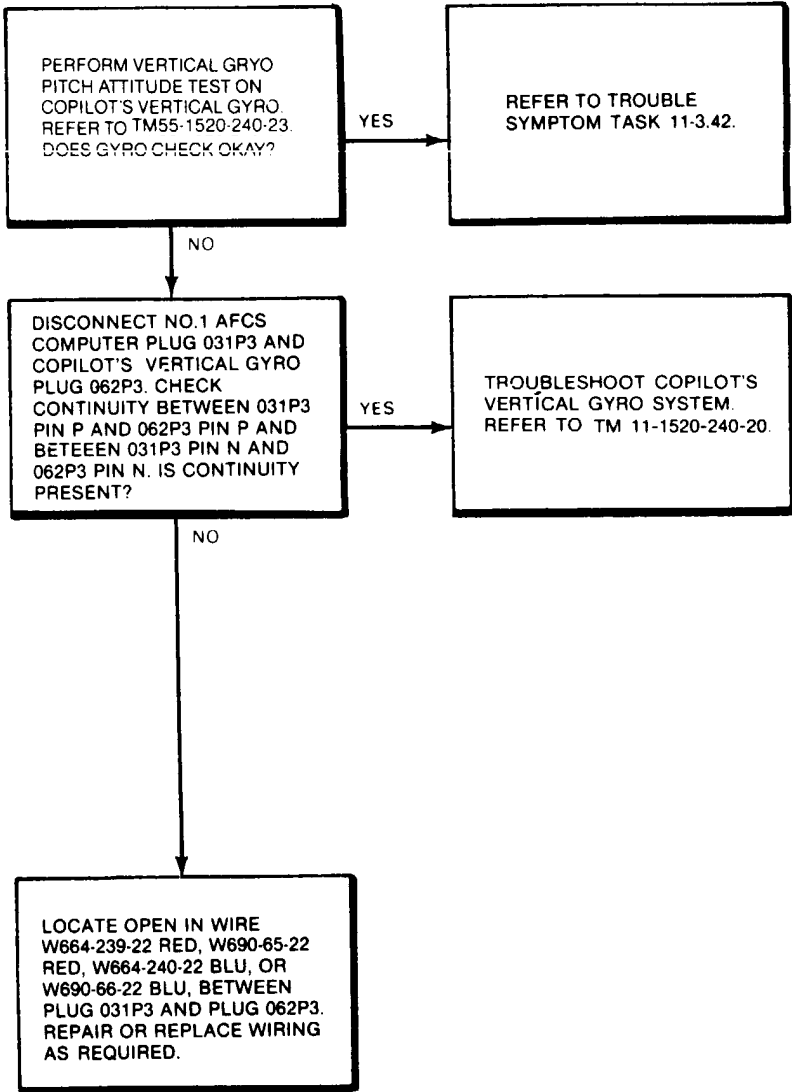 PERFORM VERTICAL GRYO
PITCH ATTITUDE TEST ON
COPILOT'S VERTICAL GYRO.
REFER TO TM55-1520-240-23.
DOES GYRO CHECK OKAY?
YES
REFER TO TROUBLE
SYMPTOM TASK 11-3.42.
NO
DISCONNECT NO.1 AFCS
COMPUTER PLUG 031P3 AND
COPILOT'S VERTICAL GYRO
PLUG 062P3. CHECK
CONTINUITY BETWEEN 031P3
PIN P AND 062P3 PIN P AND
BETEEEN 031P3 PIN N AND
062P3 PIN N. IS CONTINUITY
PRESENT?
YES
TROUBLESHOOT COPILOT'S
VERTICAL GYRO SYSTEM.
REFER TO TM 11-1520-240-20.
NO
LOCATE OPEN IN WIRE
W664-239-22 RED, W690-65-22
RED, W664-240-22 BLU, OR
W690-66-22 BLU, BETWEEN
PLUG 031P3 AND PLUG 062P3.
REPAIR OR REPLACE WIRING
AS REQUIRED.